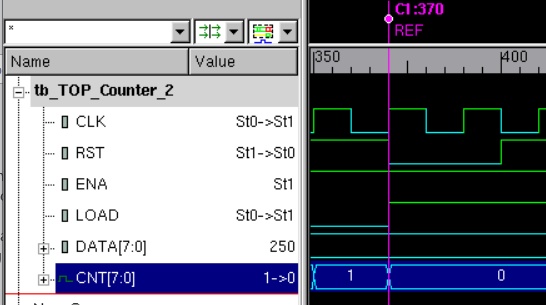 C1:370
REF
*
Name Value
350 400
tb_TOP_Counter_2
CLK St0->St1
RST St1->St0
ENA St1
LOAD St0->St1
DATA[7:0] 250
CNT[7:0] 1->0 1 0